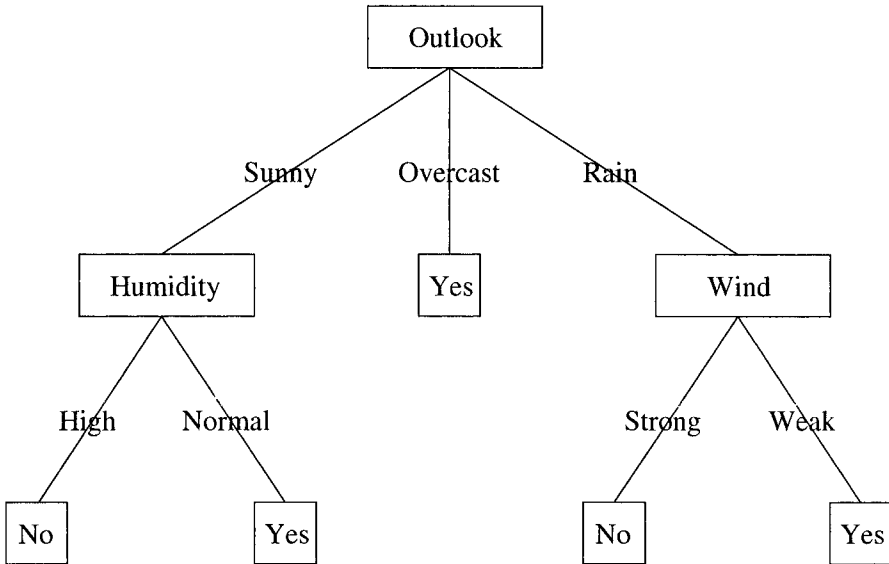 Outlook
Sunny Overcast Rain
Humidity Yes Wind
High Normal Strong Weak
No Yes No Yes